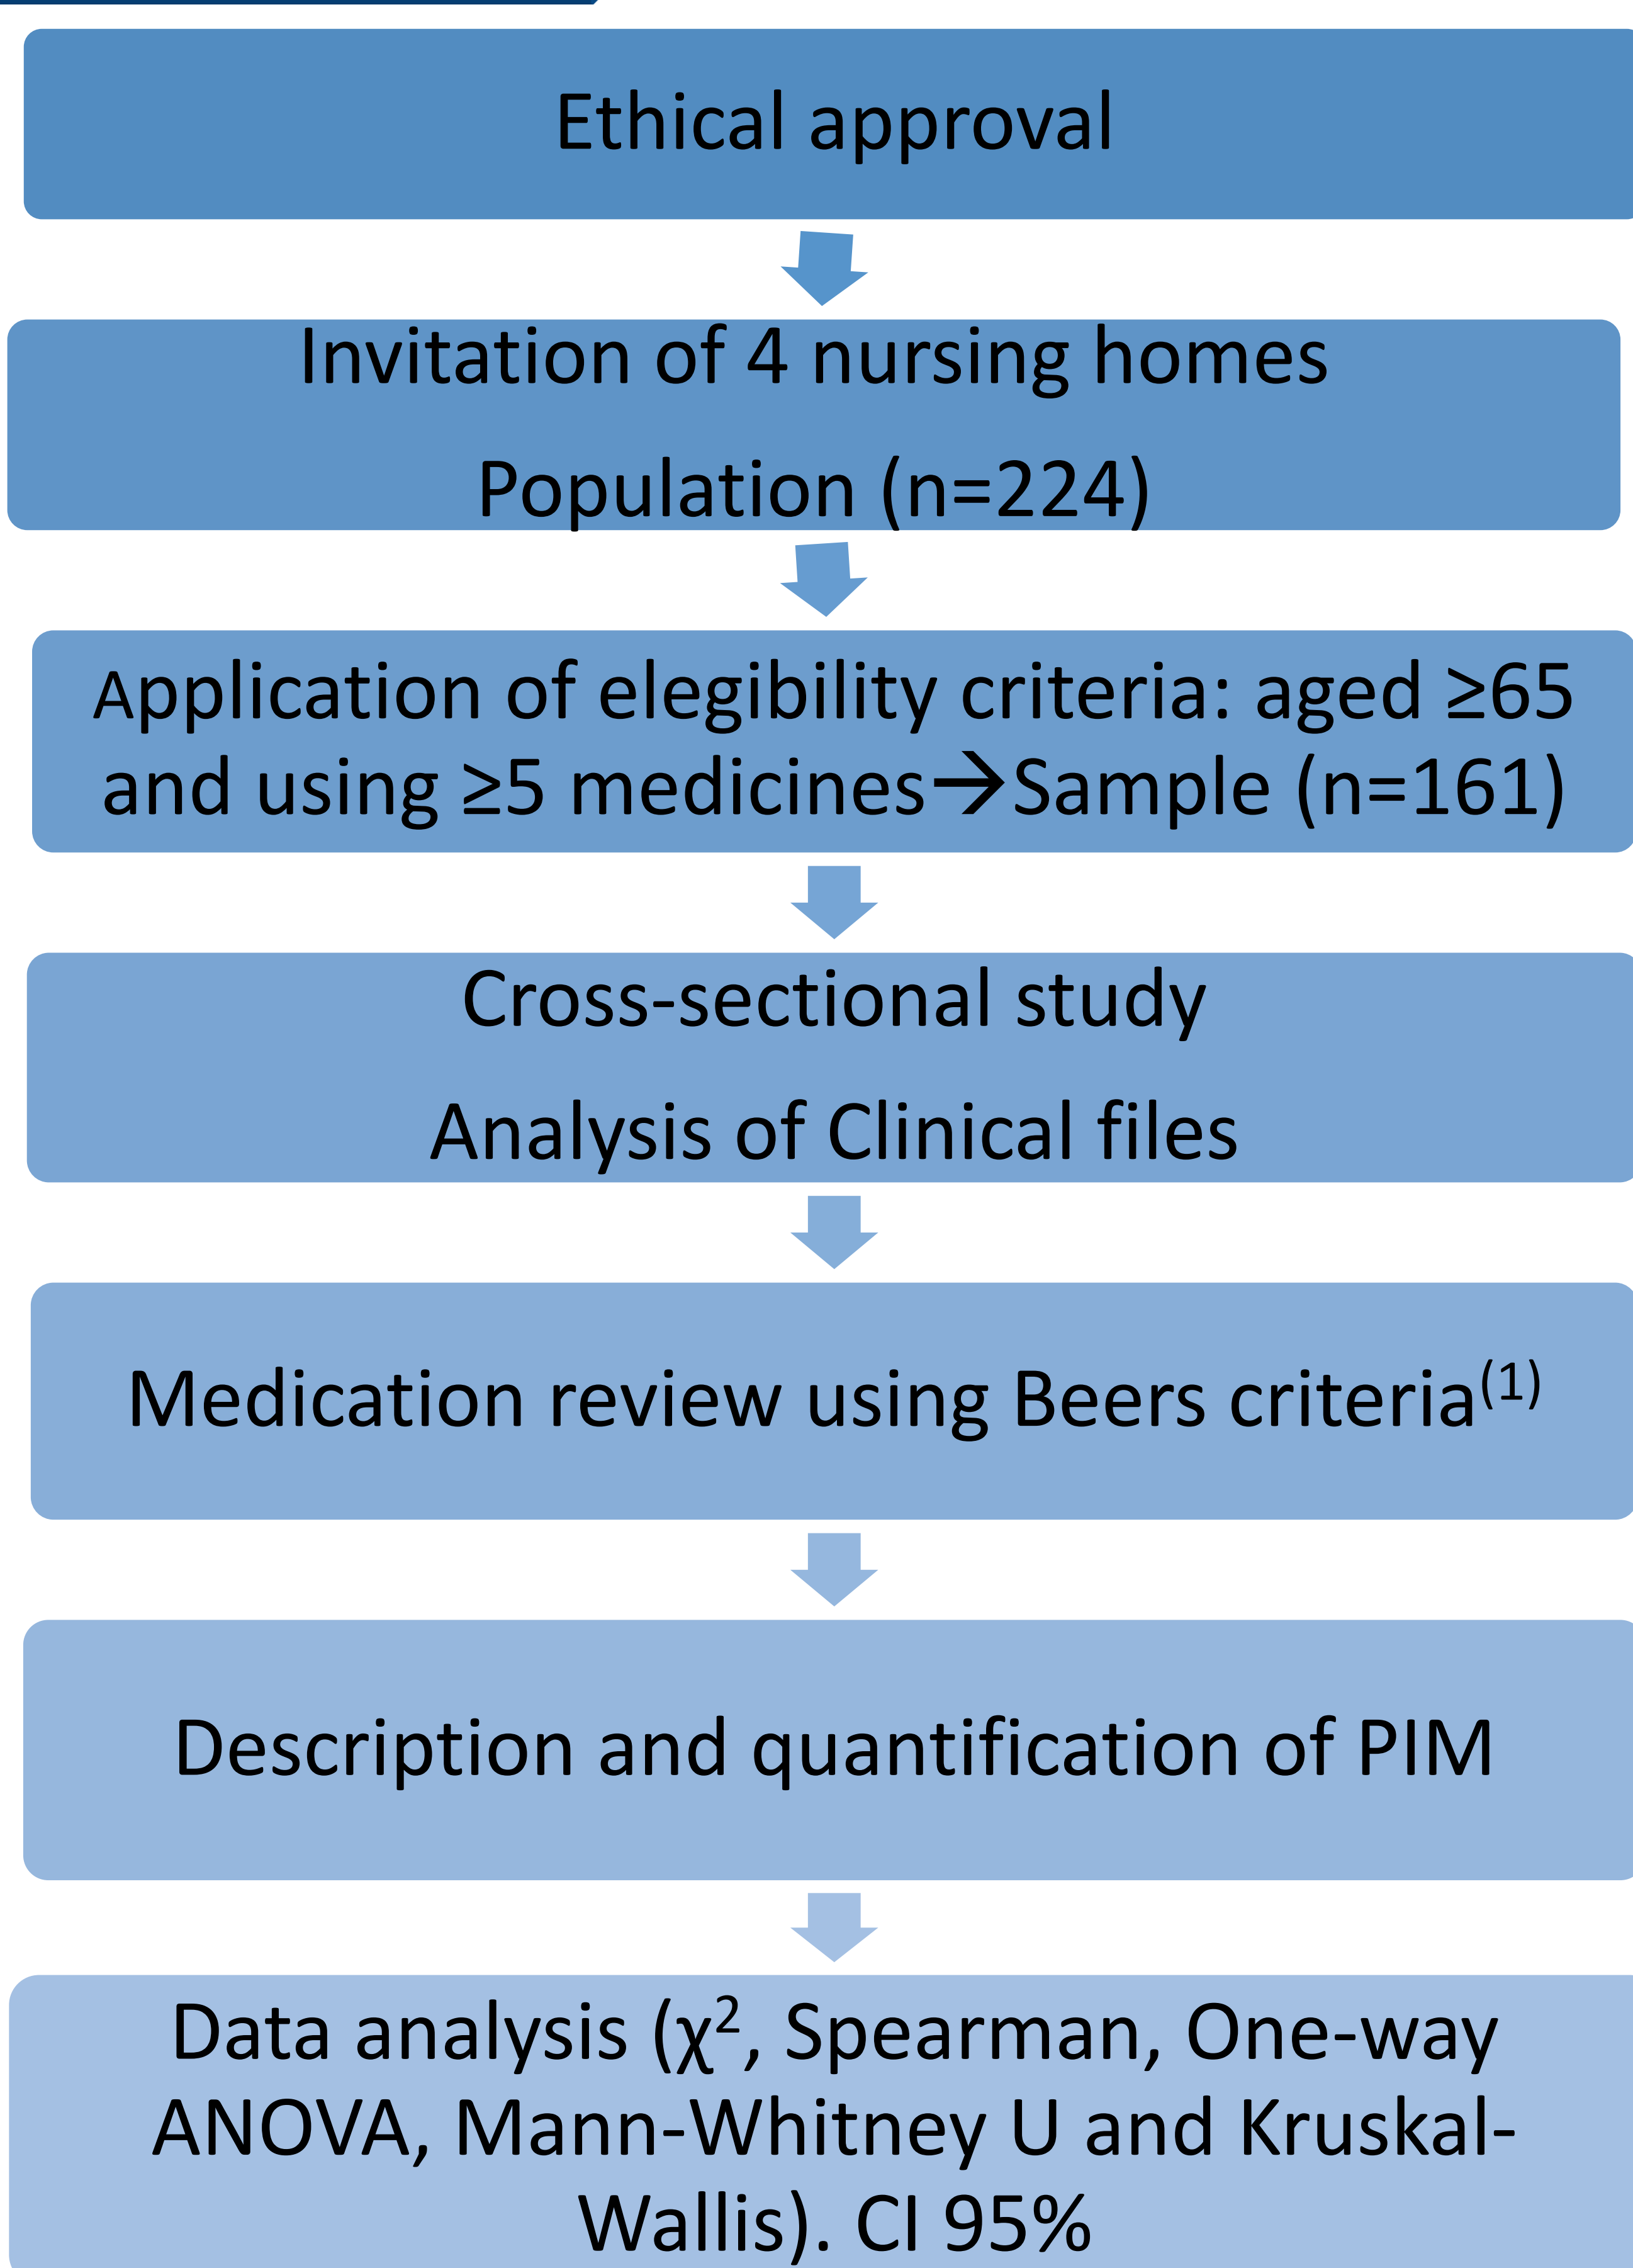 Ethical approval
Invitation of 4 nursing homes
Population (n=224)
Application of elegibility criteria: aged ≥65
and using ≥5 medicines→Sample (n=161)
Cross-sectional study
Analysis of Clinical files
Medication review using Beers criteria⁽¹⁾
Description and quantification of PIM
Data analysis (χ², Spearman, One-way
ANOVA, Mann-Whitney U and Kruskal-
Wallis). CI 95%